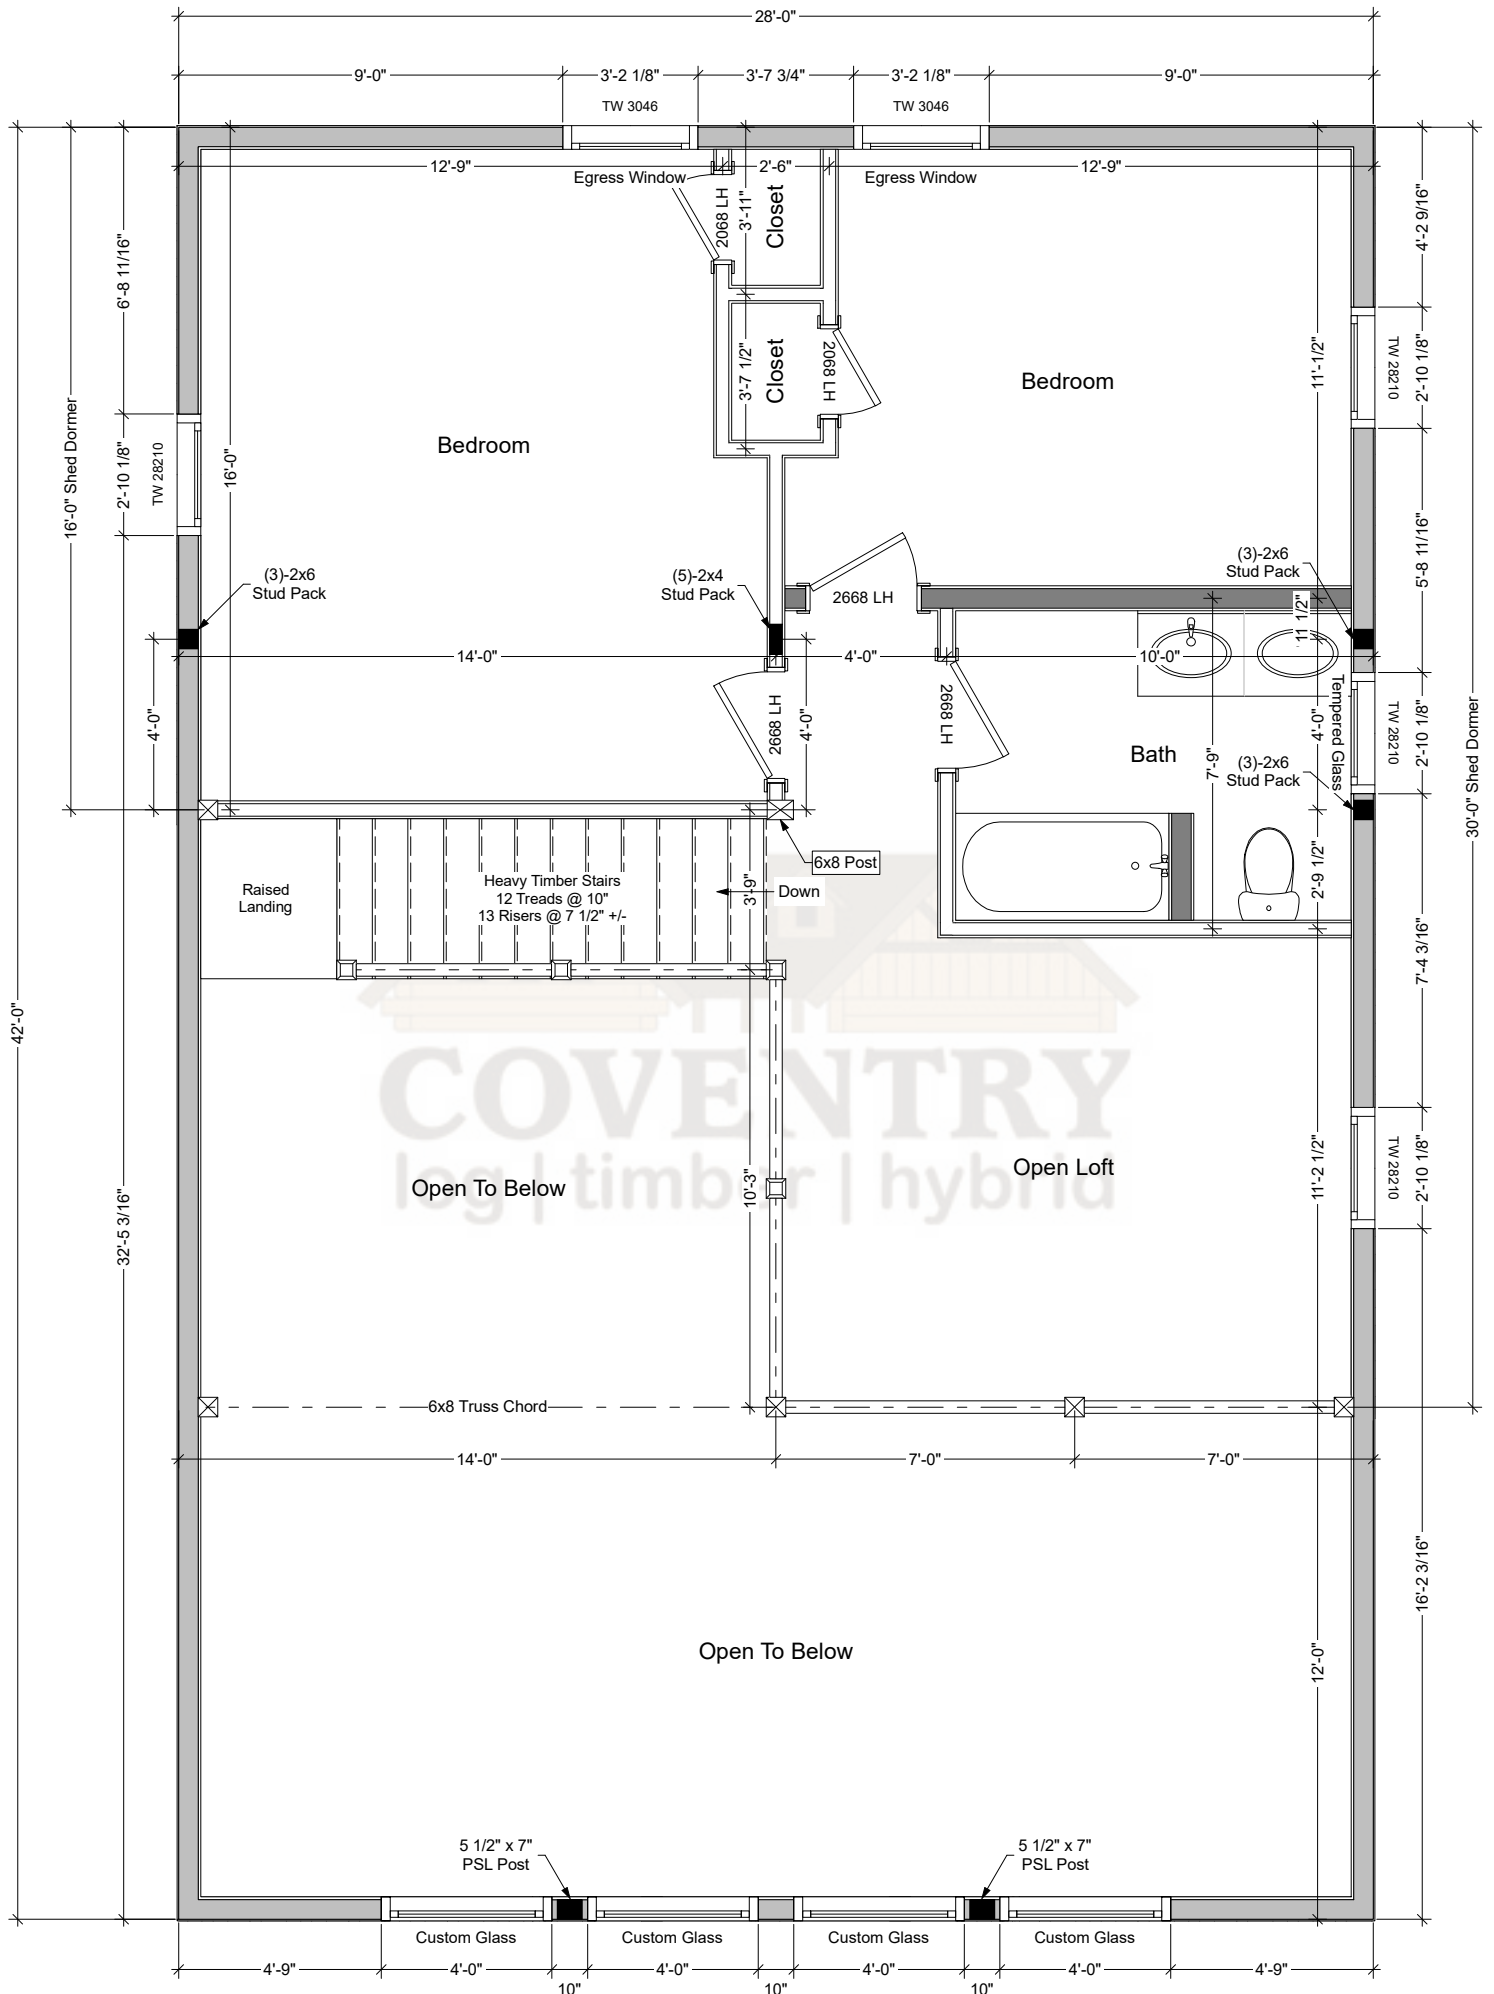 28'-0"
9'-0"
3'-2 1/8"
3'-7 3/4"
3'-2 1/8"
9'-0"
TW 3046
TW 3046
12'-9"
2'-6"
12'-9"
Egress Window
Egress Window
2068 LH
3'-11"
Closet
4'-2 9/16"
6'-8 11/16"
16'-0" Shed Dormer
2'-10 1/8"
TW 28210
16'-0"
Bedroom
3'-7 1/2"
Closet
2068 LH
Bedroom
11'-1/2"
TW 28210
2'-10 1/8"
5'-8 11/16"
(3)-2x6
Stud Pack
(5)-2x4
Stud Pack
2668 LH
(3)-2x6
Stud Pack
11 1/2"
14'-0"
4'-0"
10'-0"
4'-0"
2668 LH
4'-0"
2668 LH
Bath
7'-9"
(3)-2x6
Stud Pack
4'-0"
Tempered Glass
TW 28210
2'-10 1/8"
30'-0" Shed Dormer
6x8 Post
Raised
Landing
Heavy Timber Stairs
12 Treads @ 10"
13 Risers @ 7 1/2" +/-
3'-9"
Down
2'-9 1/2"
7'-4 3/16"
42'-0"
COVENTRY
log | timber | hybrid
32'-5 3/16"
Open To Below
10'-3"
Open Loft
11'-2 1/2"
TW 28210
2'-10 1/8"
6x8 Truss Chord
14'-0"
7'-0"
7'-0"
16'-2 3/16"
Open To Below
12'-0"
5 1/2" x 7"
PSL Post
5 1/2" x 7"
PSL Post
Custom Glass
Custom Glass
Custom Glass
Custom Glass
4'-9"
4'-0"
10"
4'-0"
10"
4'-0"
10"
4'-0"
4'-9"